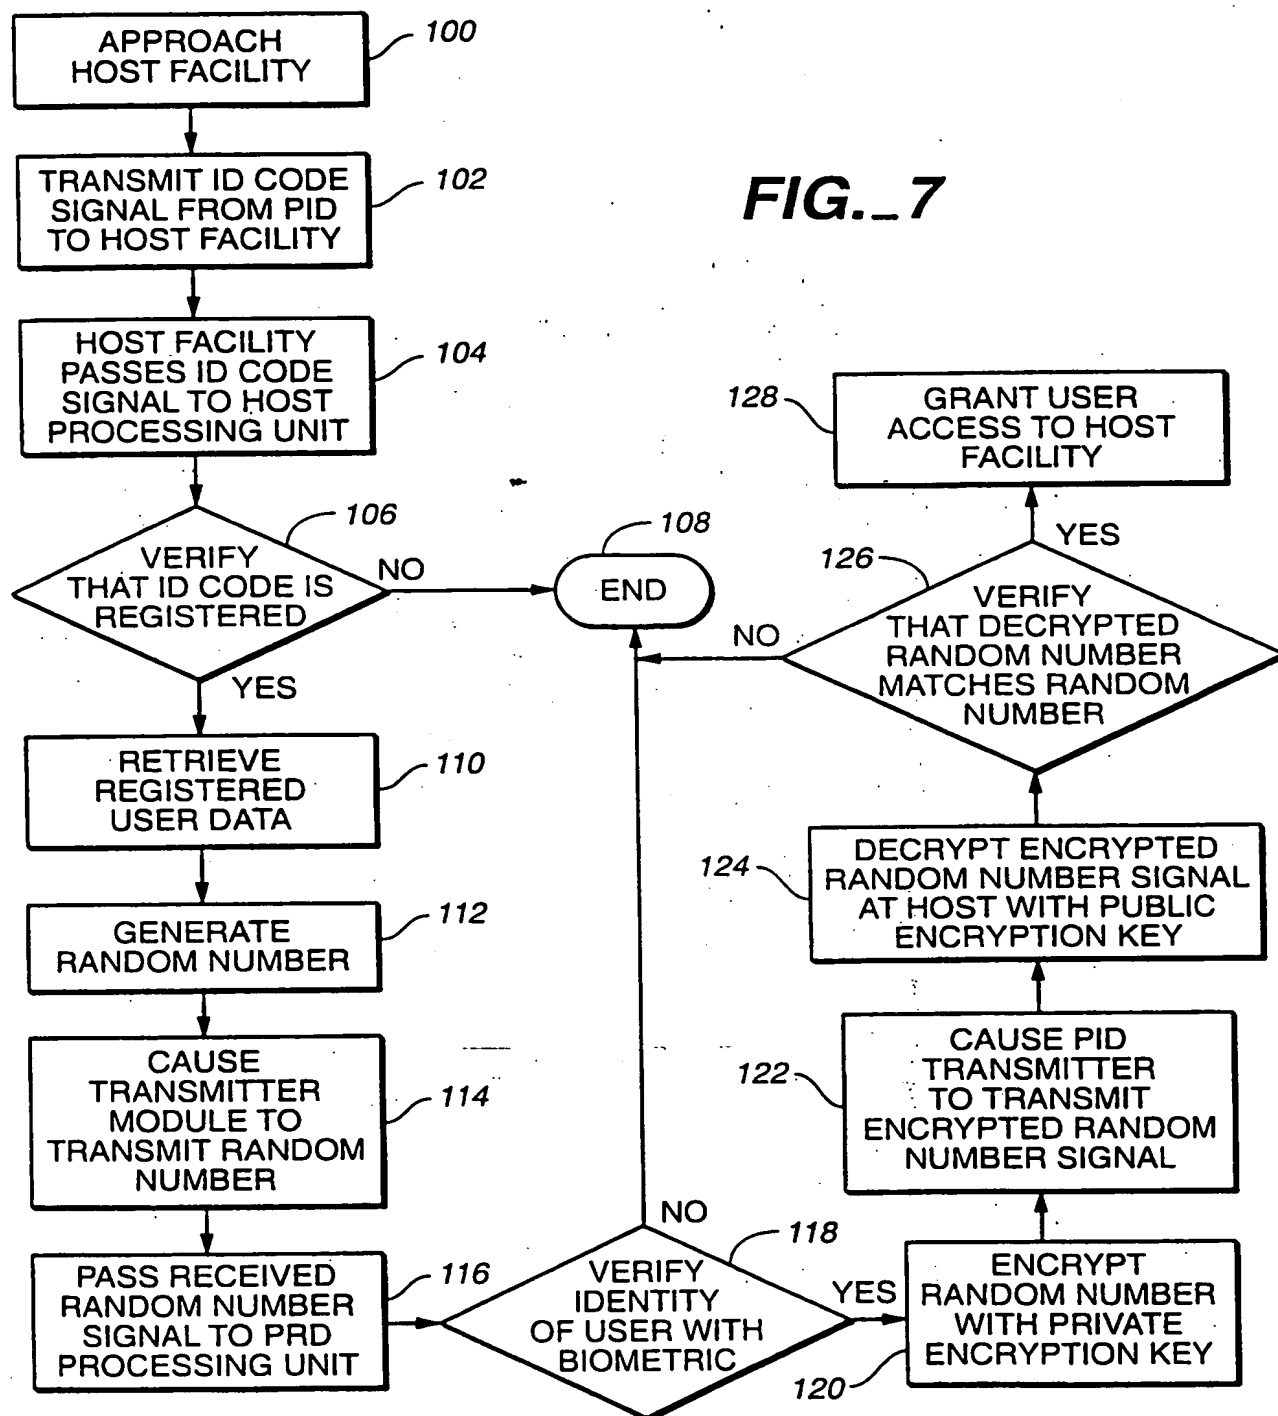 APPROACH
HOST FACILITY
100
TRANSMIT ID CODE
SIGNAL FROM PID
TO HOST FACILITY
102
FIG._7
HOST FACILITY
PASSES ID CODE
SIGNAL TO HOST
PROCESSING UNIT
104
VERIFY
THAT ID CODE IS
REGISTERED
106
NO
YES
END
108
RETRIEVE
REGISTERED
USER DATA
110
GENERATE
RANDOM NUMBER
112
CAUSE
TRANSMITTER
MODULE TO
TRANSMIT RANDOM
NUMBER
114
PASS RECEIVED
RANDOM NUMBER
SIGNAL TO PRD
PROCESSING UNIT
116
VERIFY
IDENTITY
OF USER WITH
BIOMETRIC
118
NO
YES
ENCRYPT
RANDOM NUMBER
WITH PRIVATE
ENCRYPTION KEY
120
CAUSE PID
TRANSMITTER
TO TRANSMIT
ENCRYPTED RANDOM
NUMBER SIGNAL
122
DECRYPT ENCRYPTED
RANDOM NUMBER SIGNAL
AT HOST WITH PUBLIC
ENCRYPTION KEY
124
VERIFY
THAT DECRYPTED
RANDOM NUMBER
MATCHES RANDOM
NUMBER
126
NO
YES
GRANT USER
ACCESS TO HOST
FACILITY
128